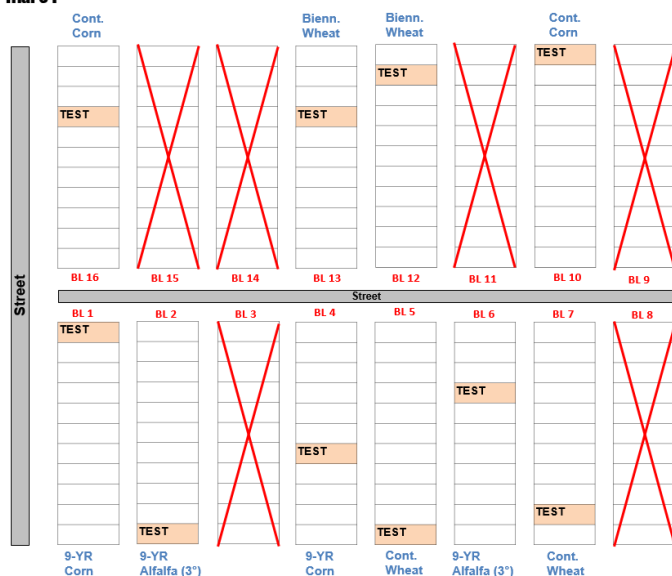 Cont.
Corn
Bienn.
Wheat
Bienn.
Wheat
Cont.
Corn
TEST
TEST
TEST
TEST
Street
BL 16
BL 15
BL 14
BL 13
BL 12
BL 11
BL 10
BL 9
Street
BL 1
BL 2
BL 3
BL 4
BL 5
BL 6
BL 7
BL 8
TEST
TEST
TEST
TEST
TEST
TEST
9-YR
Corn
9-YR
Alfalfa (3°)
9-YR
Corn
Cont.
Wheat
9-YR
Alfalfa (3°)
Cont.
Wheat